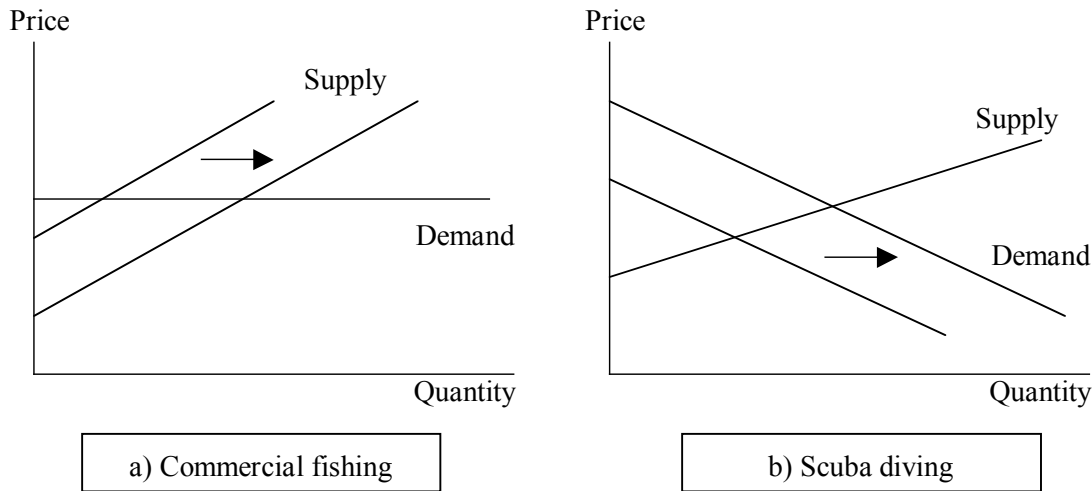 Price
Supply
Demand
Quantity
a) Commercial fishing
Price
Supply
Demand
Quantity
b) Scuba diving